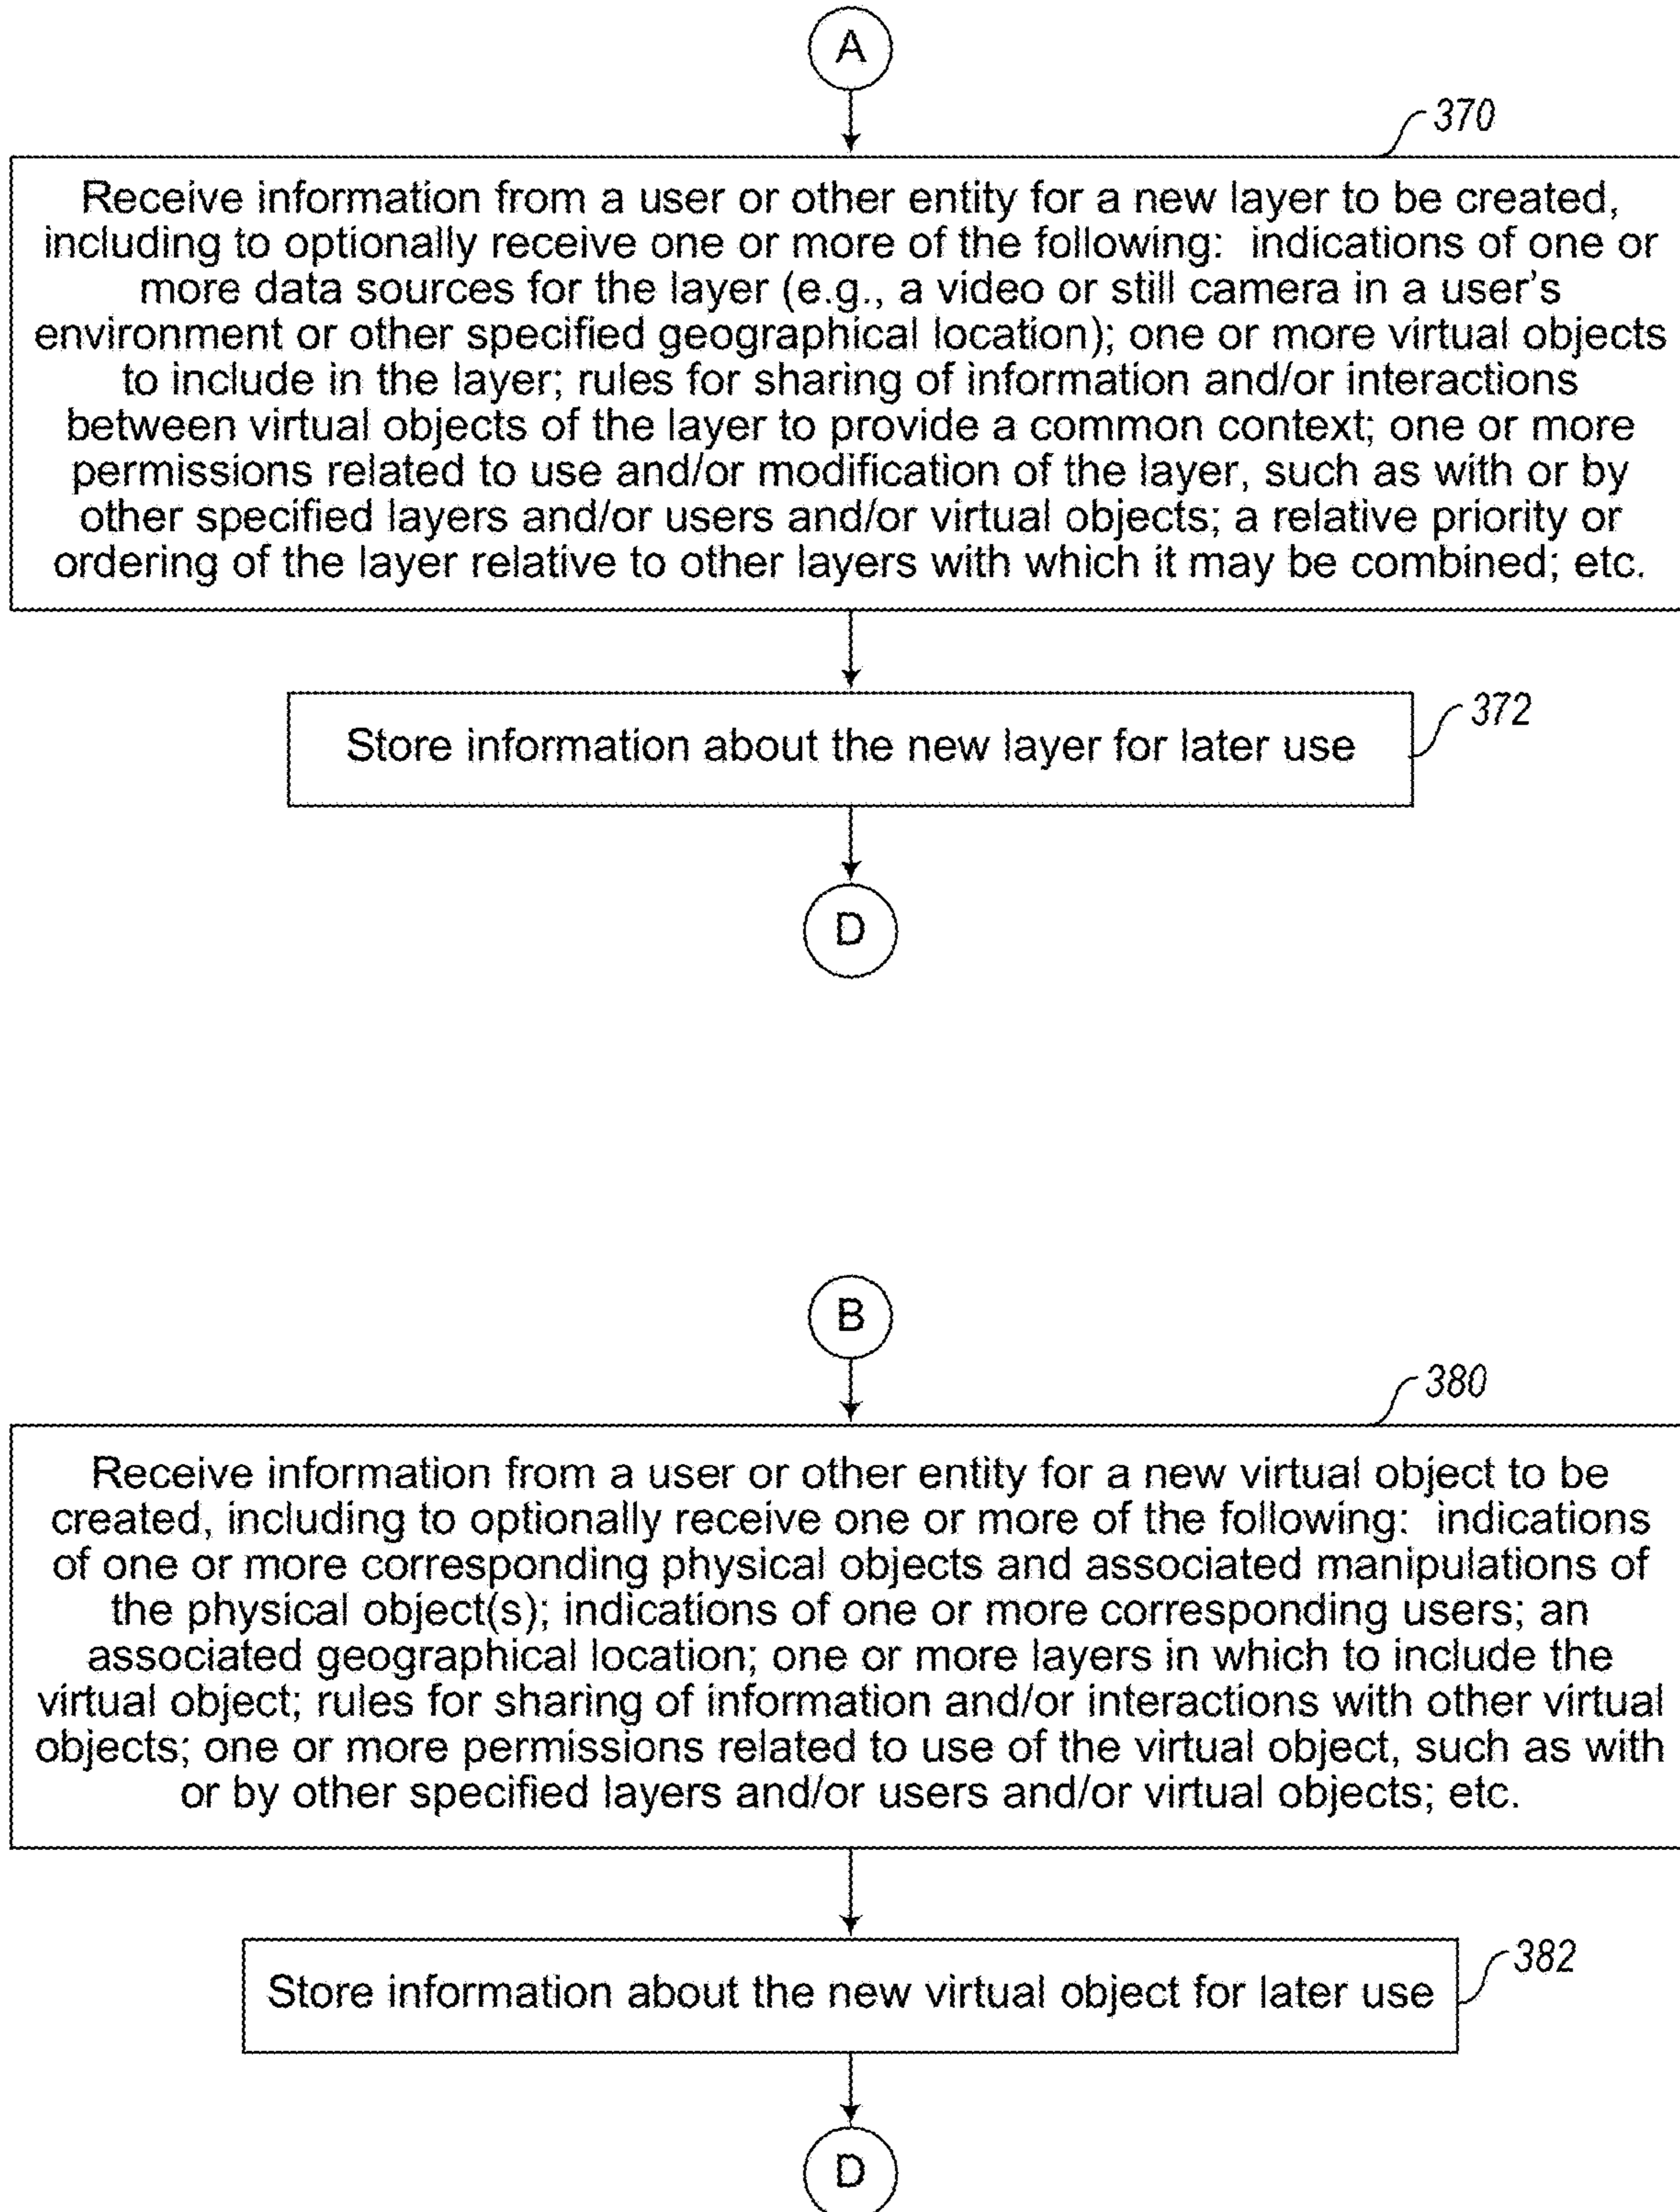 A
370
Receive information from a user or other entity for a new layer to be created,
including to optionally receive one or more of the following: indications of one or
more data sources for the layer (e.g., a video or still camera in a user's
environment or other specified geographical location); one or more virtual objects
to include in the layer; rules for sharing of information and/or interactions
between virtual objects of the layer to provide a common context; one or more
permissions related to use and/or modification of the layer, such as with or by
other specified layers and/or users and/or virtual objects; a relative priority or
ordering of the layer relative to other layers with which it may be combined; etc.
372
Store information about the new layer for later use
D
B
380
Receive information from a user or other entity for a new virtual object to be
created, including to optionally receive one or more of the following: indications
of one or more corresponding physical objects and associated manipulations of
the physical object(s); indications of one or more corresponding users; an
associated geographical location; one or more layers in which to include the
virtual object; rules for sharing of information and/or interactions with other virtual
objects; one or more permissions related to use of the virtual object, such as with
or by other specified layers and/or users and/or virtual objects; etc.
382
Store information about the new virtual object for later use
D